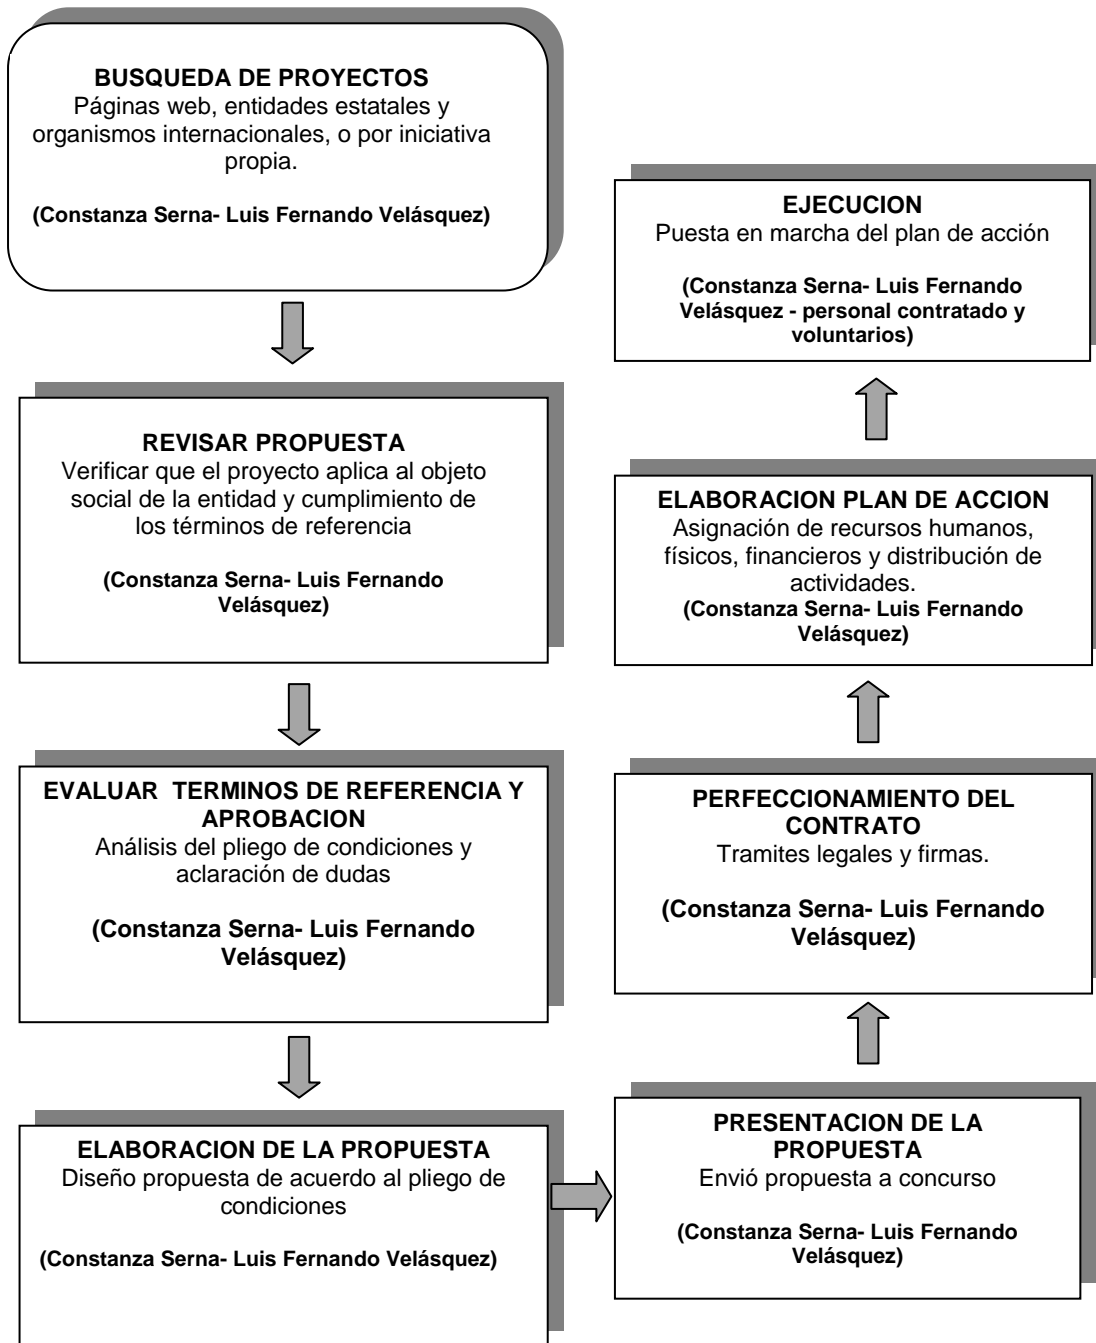 BUSQUEDA DE PROYECTOS
Páginas web, entidades estatales y
organismos internacionales, o por iniciativa
propia.
(Constanza Serna- Luis Fernando Velásquez)
REVISAR PROPUESTA
Verificar que el proyecto aplica al objeto
social de la entidad y cumplimiento de
los términos de referencia
(Constanza Serna- Luis Fernando
Velásquez)
EVALUAR  TERMINOS DE REFERENCIA Y
APROBACION
Análisis del pliego de condiciones y
aclaración de dudas
(Constanza Serna- Luis Fernando
Velásquez)
ELABORACION DE LA PROPUESTA
Diseño propuesta de acuerdo al pliego de
condiciones
(Constanza Serna- Luis Fernando Velásquez)
PRESENTACION DE LA
PROPUESTA
Envió propuesta a concurso
(Constanza Serna- Luis Fernando
Velásquez)
PERFECCIONAMIENTO DEL
CONTRATO
Tramites legales y firmas.
(Constanza Serna- Luis Fernando
Velásquez)
ELABORACION PLAN DE ACCION
Asignación de recursos humanos,
físicos, financieros y distribución de
actividades.
(Constanza Serna- Luis Fernando
Velásquez)
EJECUCION
Puesta en marcha del plan de acción
(Constanza Serna- Luis Fernando
Velásquez - personal contratado y
voluntarios)